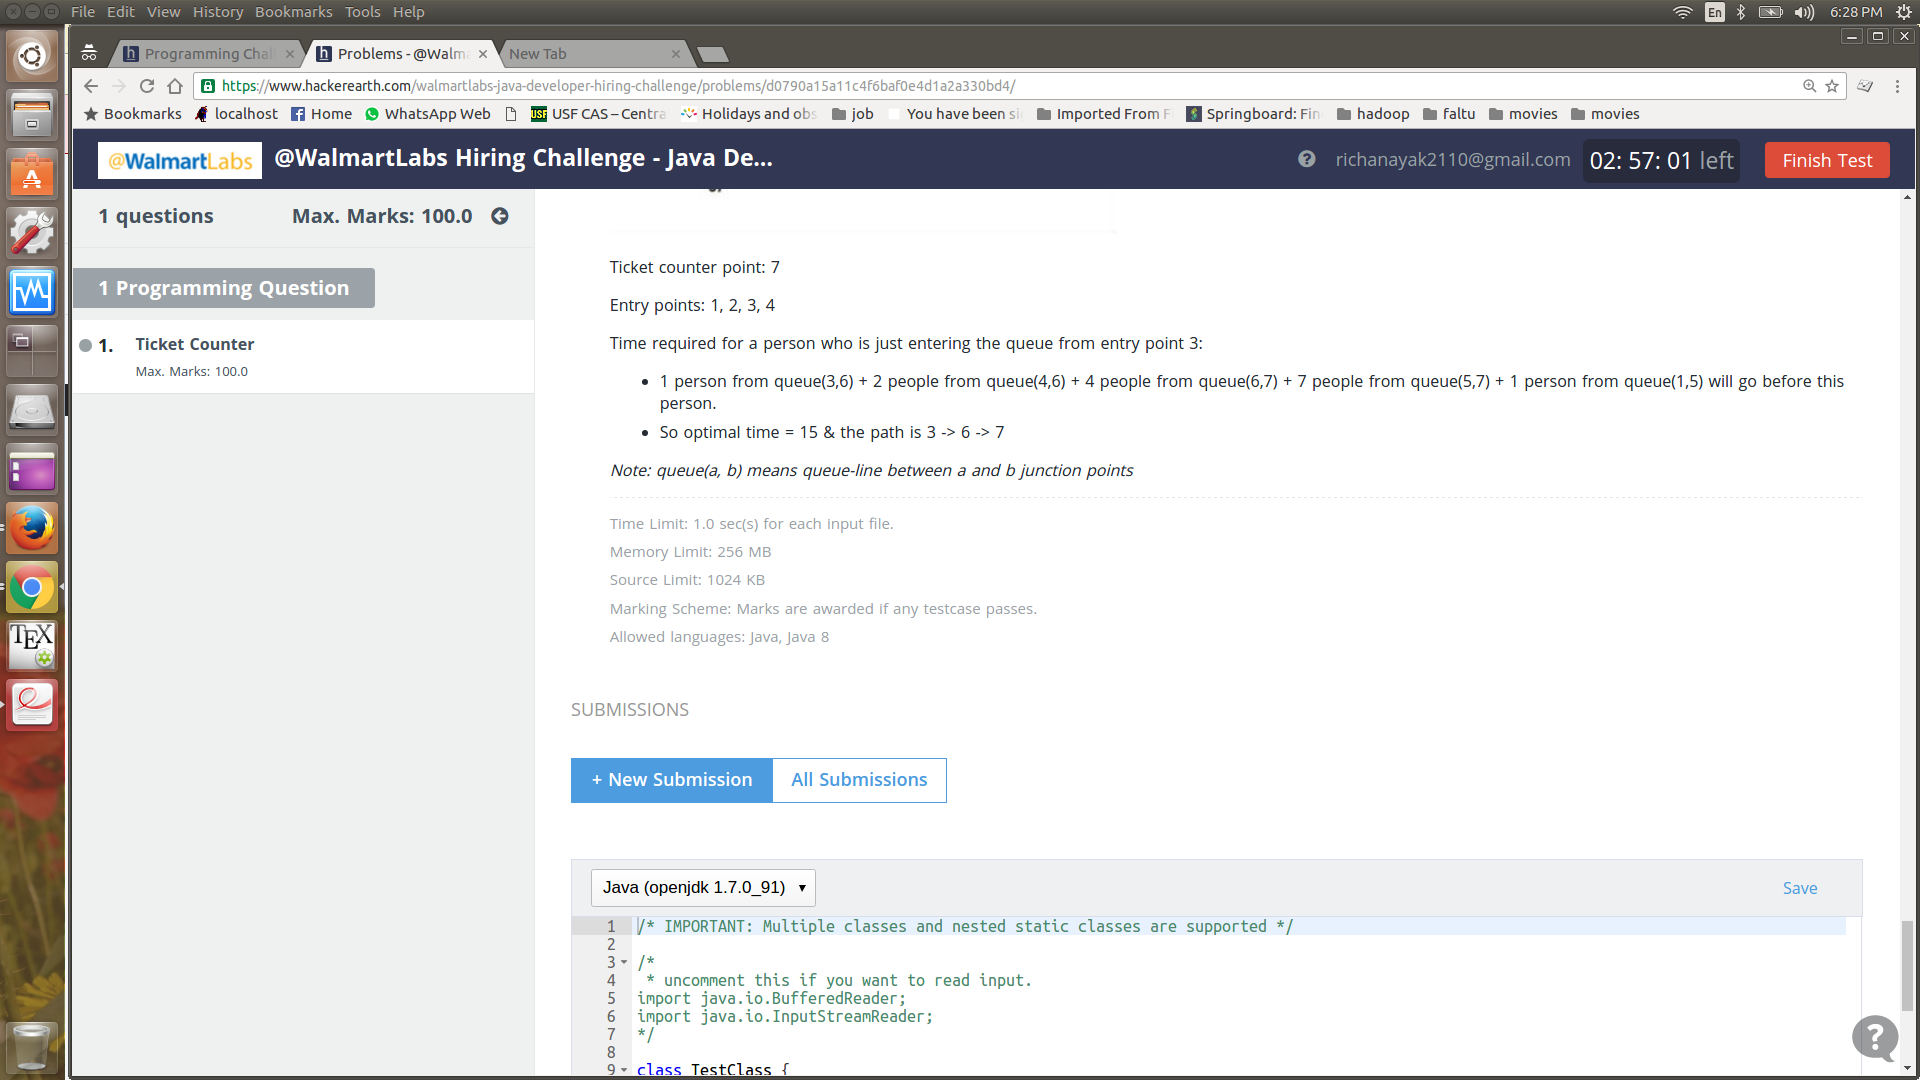 File Edit View History Bookmarks Tools Help
En
6:28 PM
Programming Chal
Problems - @Walm
New Tab
https://www.hackerearth.com/walmartlabs-java-developer-hiring-challenge/problems/d0790a15a11c4f6baf0e4d1a2a330bd4/
Bookmarks localhost Home WhatsApp Web USF CAS – Centra Holidays and obs job You have been si Imported From F Springboard: Fin hadoop faltu movies movies
@WalmartLabs @WalmartLabs Hiring Challenge - Java De...
richanayak2110@gmail.com 02: 57: 01 left Finish Test
1 questions Max. Marks: 100.0
1 Programming Question
1. Ticket Counter
Max. Marks: 100.0
Ticket counter point: 7
Entry points: 1, 2, 3, 4
Time required for a person who is just entering the queue from entry point 3:
• 1 person from queue(3,6) + 2 people from queue(4,6) + 4 people from queue(6,7) + 7 people from queue(5,7) + 1 person from queue(1,5) will go before this
person.
• So optimal time = 15 & the path is 3 -> 6 -> 7
Note: queue(a, b) means queue-line between a and b junction points
Time Limit: 1.0 sec(s) for each input file.
Memory Limit: 256 MB
Source Limit: 1024 KB
Marking Scheme: Marks are awarded if any testcase passes.
Allowed languages: Java, Java 8
SUBMISSIONS
+ New Submission All Submissions
Java (openjdk 1.7.0_91) Save
1 /* IMPORTANT: Multiple classes and nested static classes are supported */
2
3 /*
4 * uncomment this if you want to read input.
5 import java.io.BufferedReader;
6 import java.io.InputStreamReader;
7 */
8
9 class TestClass {
TEX
?